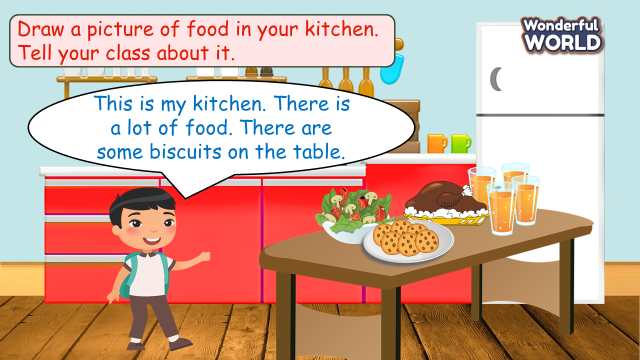 Draw a picture of food in your kitchen.
Tell your class about it.
Wonderful
WORLD
This is my kitchen. There is
a lot of food. There are
some biscuits on the table.